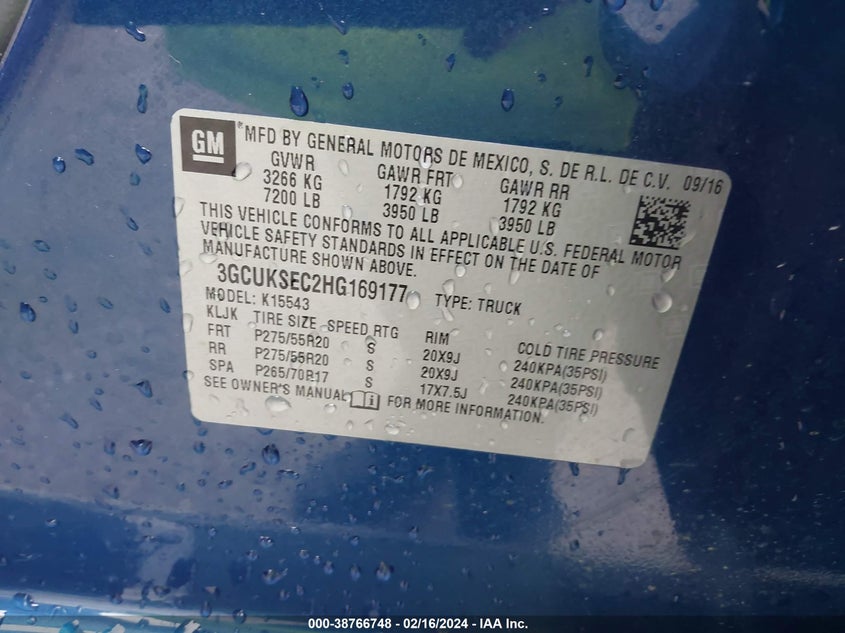 GM ®MFD BY GENERAL MOTORS DE MEXICO, S. DE R.L. DE C.V. 09/16
GVWR GAWR FRT GAWR RR
3266 KG 1792 KG 1792 KG
7200 LB 3950 LB 3950 LB
THIS VEHICLE CONFORMS TO ALL APPLICABLE U.S. FEDERAL MOTOR
VEHICLE SAFETY STANDARDS IN EFFECT ON THE DATE OF
MANUFACTURE SHOWN ABOVE.
3GCUKSEC2HG169177 TYPE: TRUCK
MODEL: K15543
KLJK TIRE SIZE SPEED RTG RIM COLD TIRE PRESSURE
FRT P275/55R20 S 20X9J 240KPA(35PSI)
RR P275/55R20 S 20X9J 240KPA(35PSI)
SPA P265/70R17 S 17X7.5J 240KPA(35PSI)
SEE OWNER'S MANUAL FOR MORE INFORMATION.
000-38766748 - 02/16/2024 - IAA Inc.